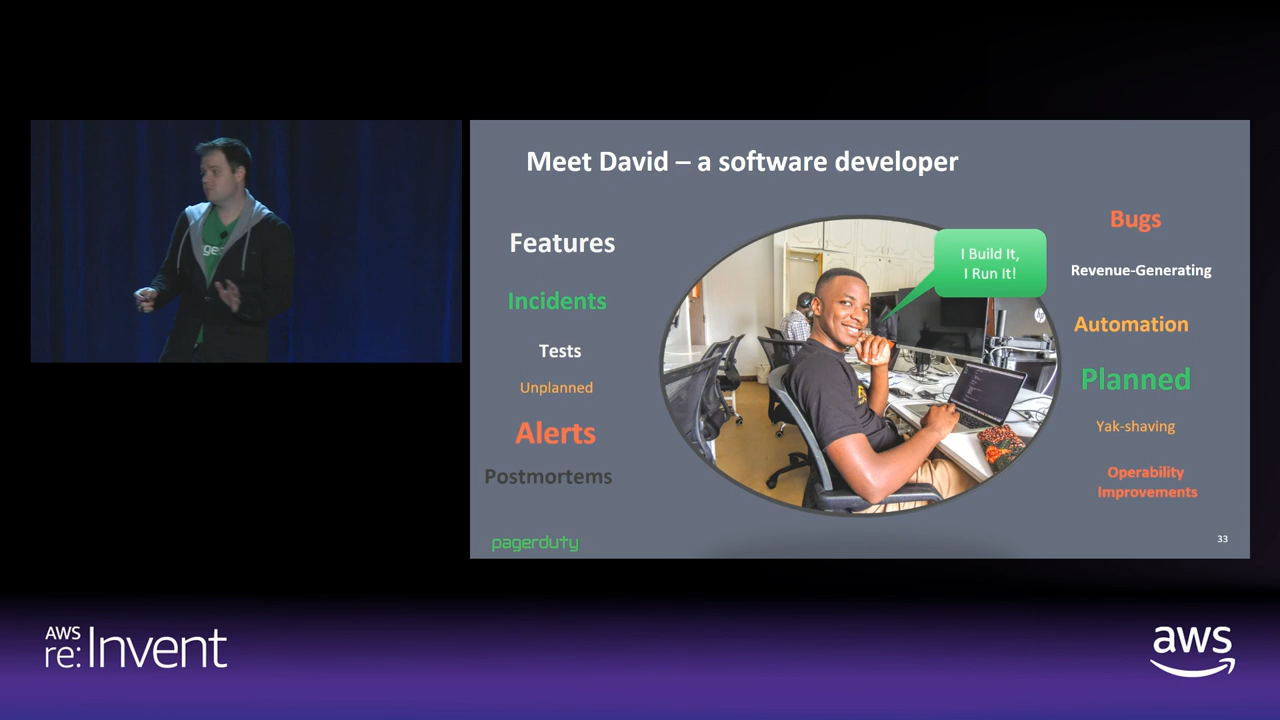 Meet David – a software developer
Features
Incidents
Tests
Unplanned
Alerts
Postmortems
I Build It,
I Run It!
Bugs
Revenue-Generating
Automation
Planned
Yak-shaving
Operability
Improvements
pagerduty
33
AWS
re:Invent
aws